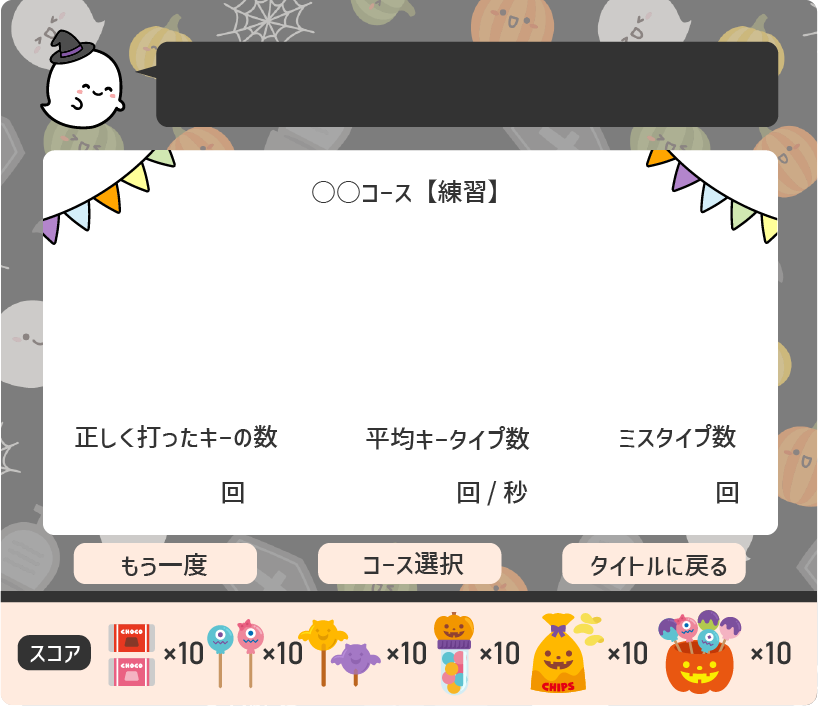 ○○コース【練習】
正しく打ったキーの数 平均キータイプ数 ミスタイプ数
回 回 / 秒 回
もう一度 コース選択 タイトルに戻る
スコア CHOCO CHOCO ×10 ×10 ×10 ×10 CHIPS ×10 ×10